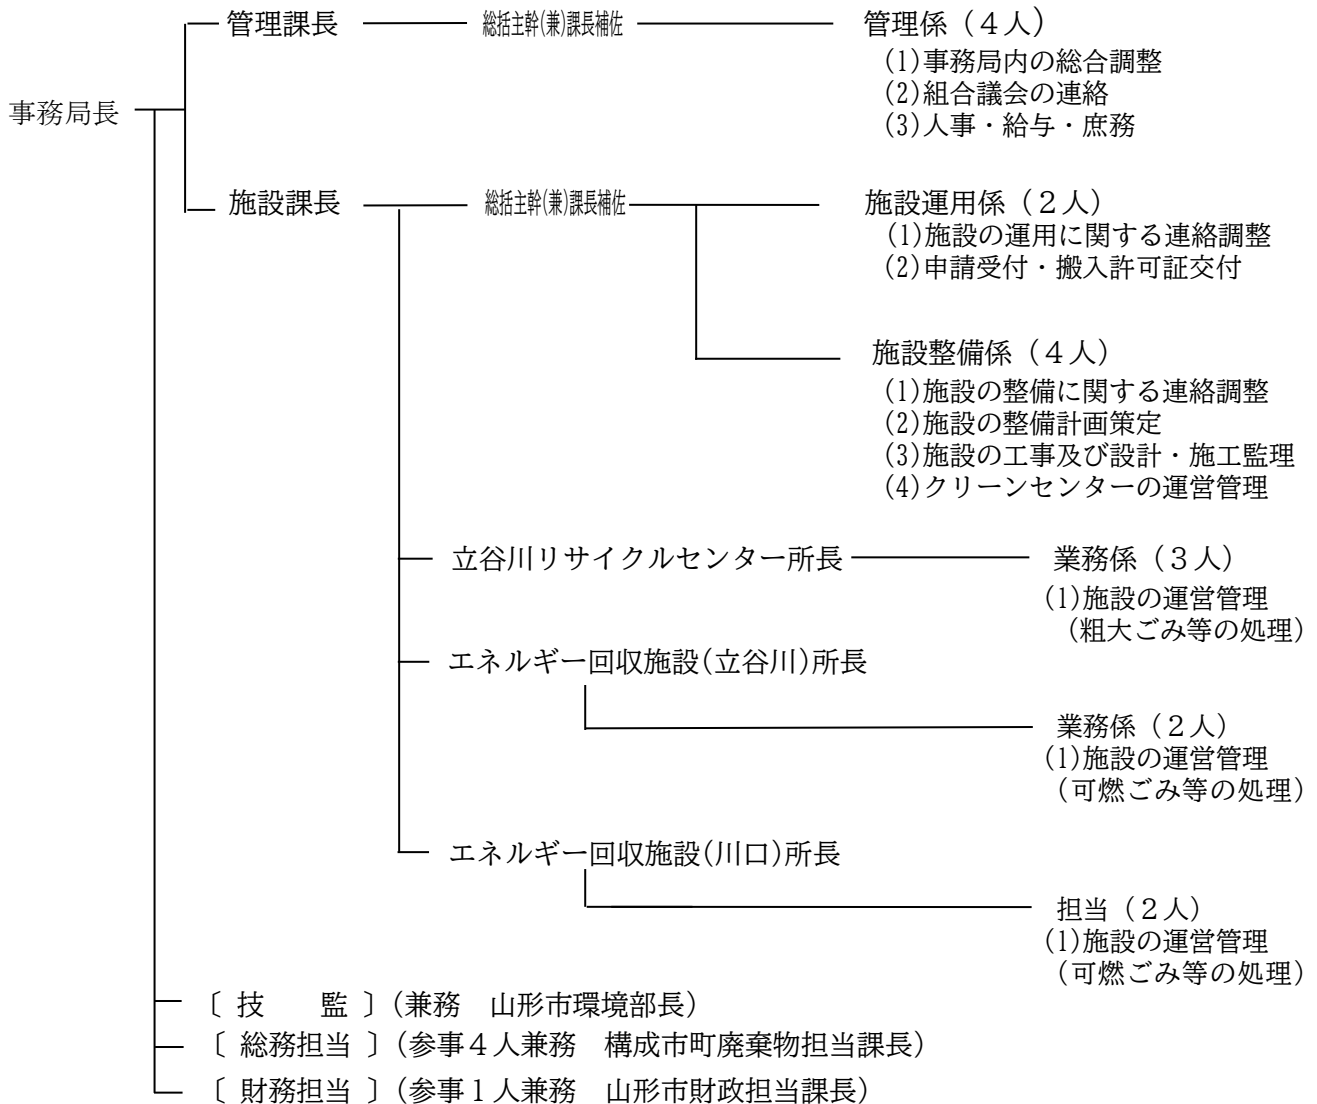 事務局長
管理課長
総括主幹(兼)課長補佐
管理係(4人)
(1)事務局内の総合調整
(2)組合議会の連絡
(3)人事・給与・庶務
施設課長
総括主幹(兼)課長補佐
施設運用係(2人)
(1)施設の運用に関する連絡調整
(2)申請受付・搬入許可証交付
施設整備係(4人)
(1)施設の整備に関する連絡調整
(2)施設の整備計画策定
(3)施設の工事及び設計・施工監理
(4)クリーンセンターの運営管理
立谷川リサイクルセンター所長
業務係(3人)
(1)施設の運営管理
(粗大ごみ等の処理)
エネルギー回収施設(立谷川)所長
業務係(2人)
(1)施設の運営管理
(可燃ごみ等の処理)
エネルギー回収施設(川口)所長
担当(2人)
(1)施設の運営管理
(可燃ごみ等の処理)
〔 技　　監 〕(兼務　山形市環境部長)
〔 総務担当 〕(参事4人兼務　構成市町廃棄物担当課長)
〔 財務担当 〕(参事1人兼務　山形市財政担当課長)